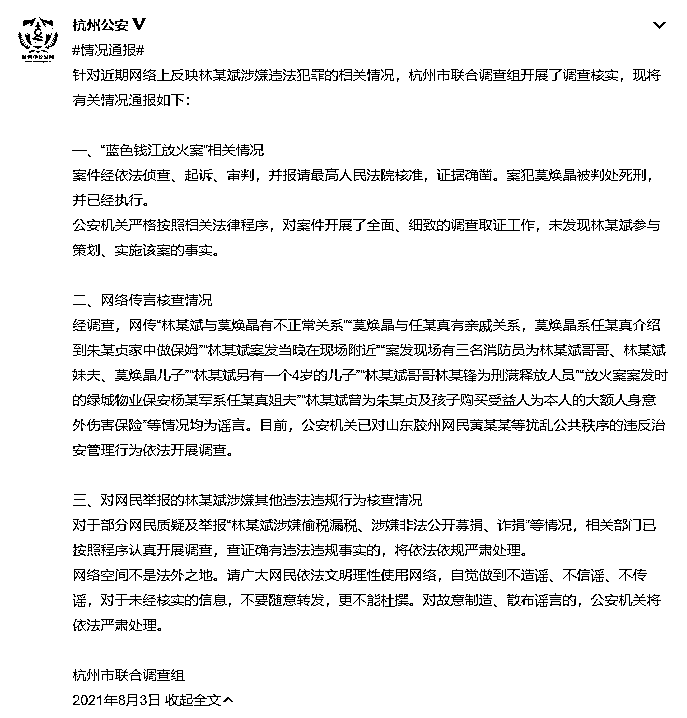 杭州公安
#情况通报#
针对近期网络上反映林某斌涉嫌违法犯罪的相关情况，杭州市联合调查组开展了调查核实，现将
有关情况通报如下：
一、“蓝色钱江放火案”相关情况
案件经依法侦查、起诉、审判，并报请最高人民法院核准，证据确凿。案犯莫焕晶被判处死刑，
并已经执行。
公安机关严格按照相关法律程序，对案件开展了全面、细致的调查取证工作，未发现林某斌参与
策划、实施该案的事实。
二、网络传言核查情况
经调查，网传“林某斌与莫焕晶有不正常关系”“莫焕晶与任某真有亲戚关系，莫焕晶系任某真介绍
到朱某贞家中做保姆”“林某斌案发当晚在现场附近”“案发现场有三名消防员为林某斌哥哥、林某斌
妹夫、莫焕晶儿子”“林某斌另有一个4岁的儿子”“林某斌哥哥林某锋为刑满释放人员”“放火案案发时
的绿城物业保安杨某军系任某真姐夫”“林某斌曾为朱某贞及孩子购买受益人为本人的大额人身意
外伤害保险”等情况均为谣言。目前，公安机关已对山东胶州网民黄某某等扰乱公共秩序的违反治
安管理行为依法开展调查。
三、对网民举报的林某斌涉嫌其他违法违规行为核查情况
对于部分网民质疑及举报“林某斌涉嫌偷税漏税、涉嫌非法公开募捐、诈捐”等情况，相关部门已
按照程序认真开展调查，查证确有违法违规事实的，将依法依规严肃处理。
网络空间不是法外之地。请广大网民依法文明理性使用网络，自觉做到不造谣、不信谣、不传
谣，对于未经核实的信息，不要随意转发，更不能杜撰。对故意制造、散布谣言的，公安机关将
依法严肃处理。
杭州市联合调查组
2021年8月3日 收起全文